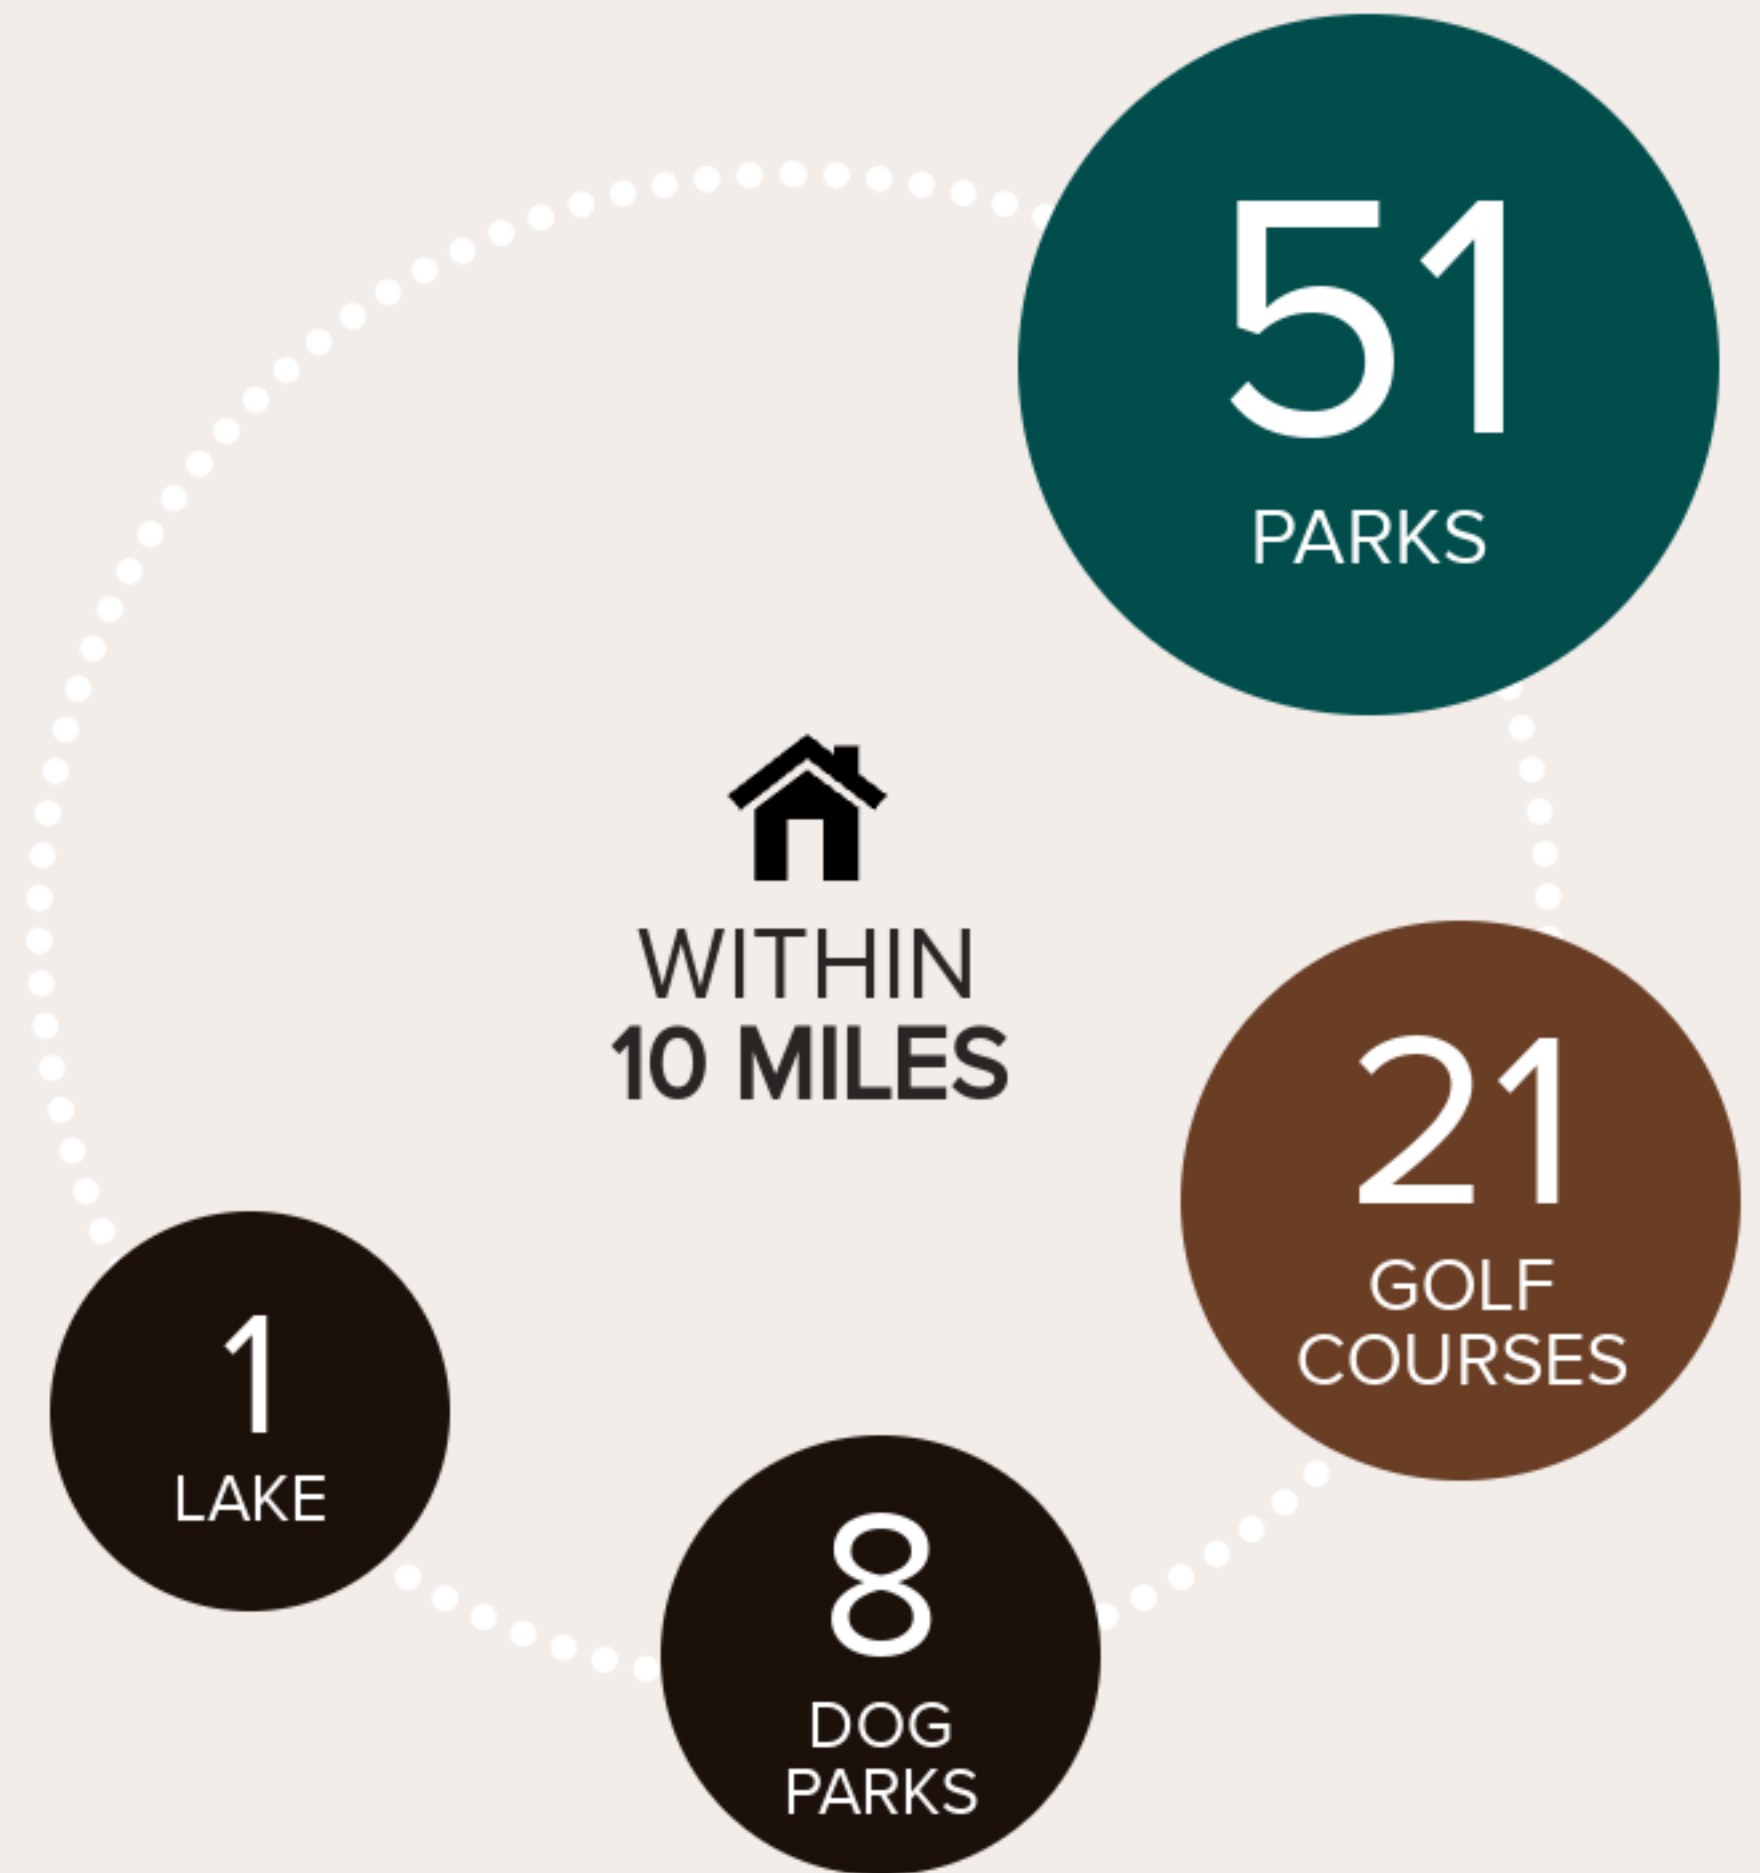 51
PARKS
WITHIN
10 MILES
21
GOLF
COURSES
1
LAKE
8
DOG
PARKS